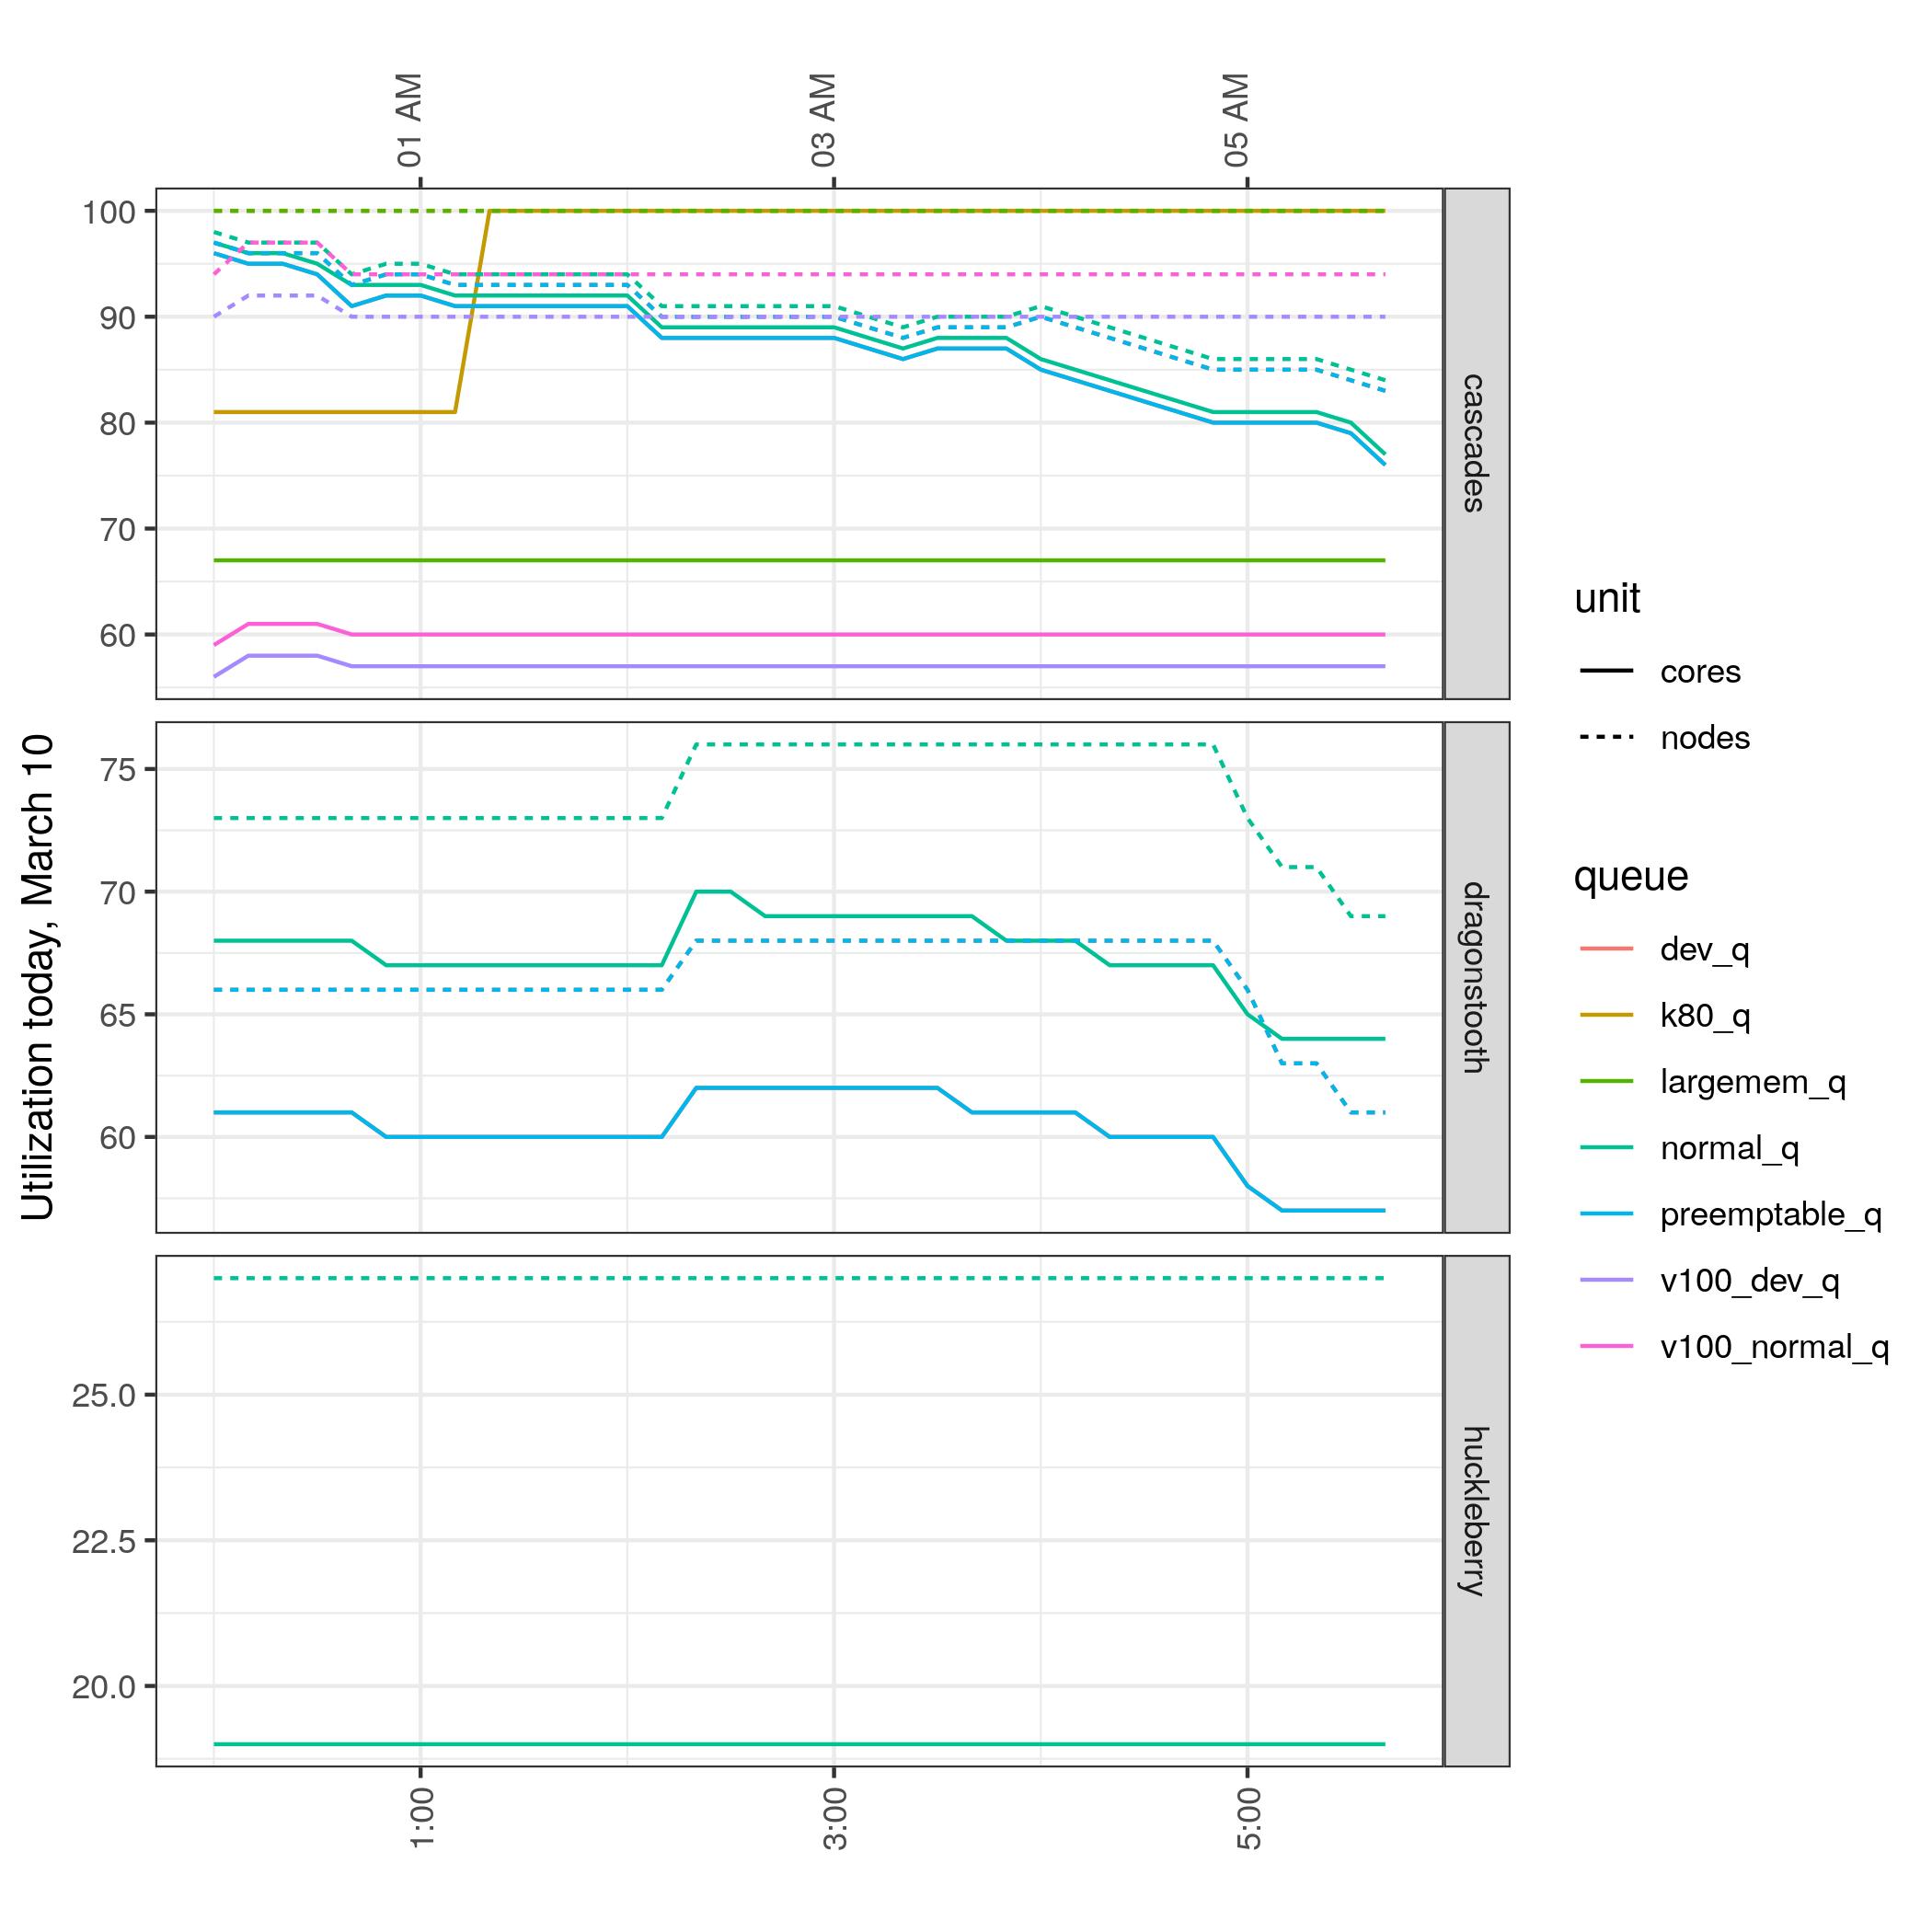 01 AM
03 AM
05 AM
100
90
80
70
60
cascades
Utilization today, March 10
75
70
65
60
dragonstooth
25.0
22.5
20.0
huckleberry
1:00
3:00
5:00
unit
cores
nodes
queue
dev_q
k80_q
largemem_q
normal_q
preemptable_q
v100_dev_q
v100_normal_q